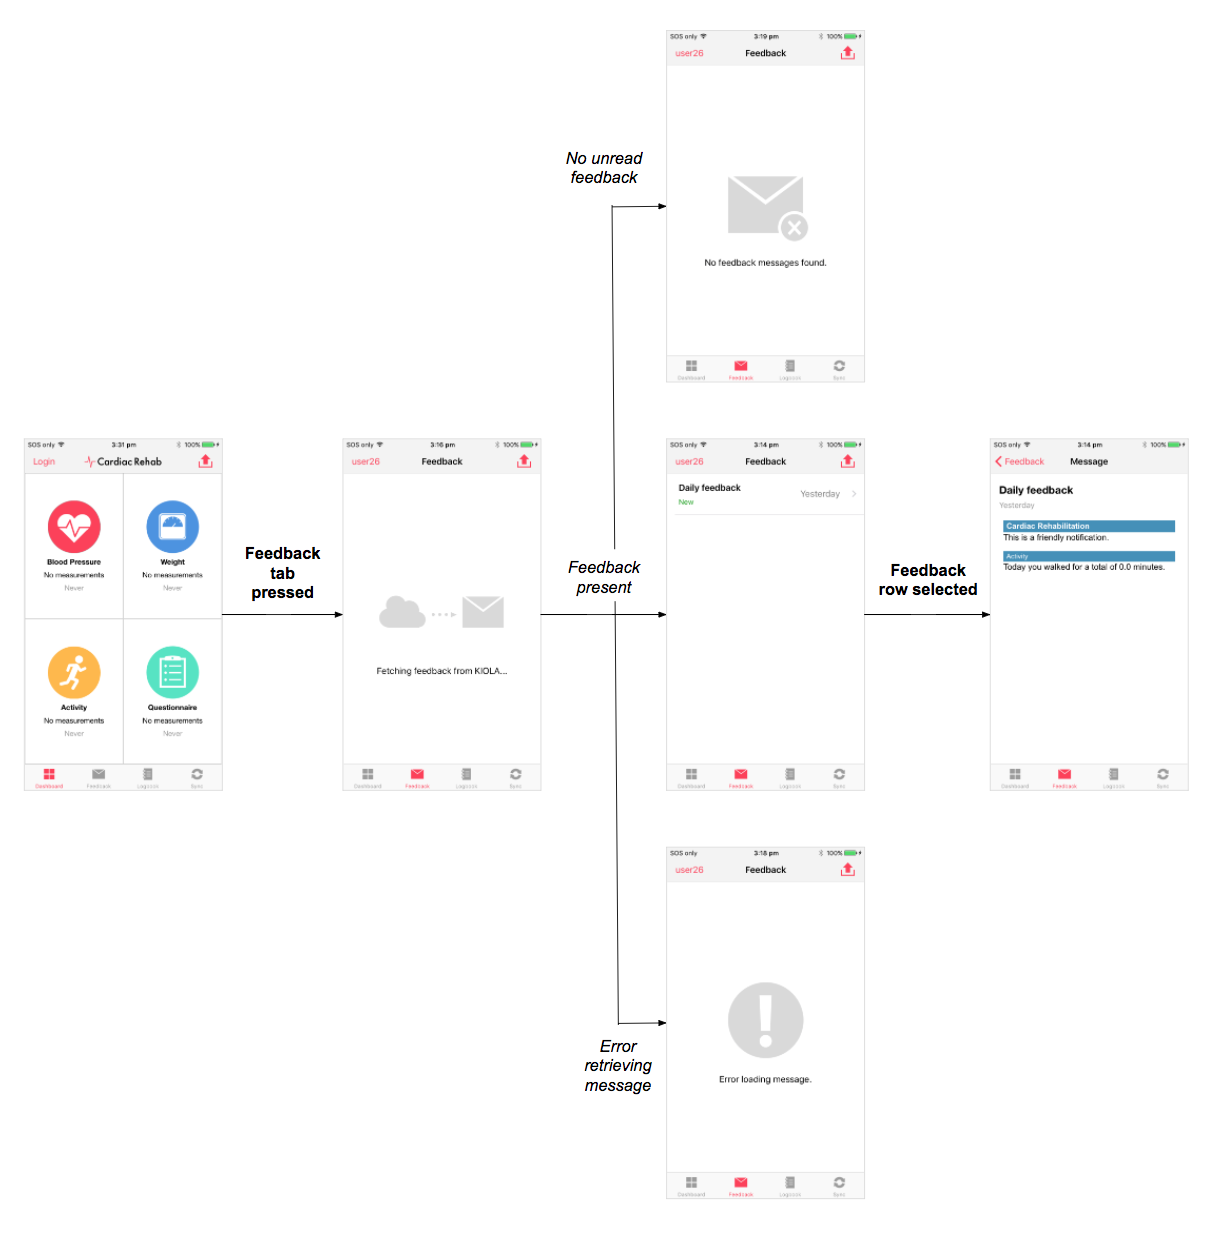 SOS only 3:19 pm 100%
user26 Feedback
No unread
feedback
No feedback messages found.
Dashboard Feedback Logbook Sync
SOS only 3:31 pm 100%
Login Cardiac Rehab
Blood Pressure Weight
No measurements No measurements
Never Never
Activity Questionnaire
No measurements No measurements
Never Never
Dashboard Feedback Logbook Sync
Feedback
tab
pressed
SOS only 3:16 pm 100%
user26 Feedback
Fetching feedback from KIOLA...
Dashboard Feedback Logbook Sync
Feedback
present
SOS only 3:14 pm 100%
user26 Feedback
Daily feedback Yesterday
New
Dashboard Feedback Logbook Sync
Feedback
row selected
SOS only 3:14 pm 100%
Feedback Message
Daily feedback
Yesterday
Cardiac Rehabilitation
This is a friendly notification.
Activity
Today you walked for a total of 0.0 minutes.
Dashboard Feedback Logbook Sync
Error
retrieving
message
SOS only 3:18 pm 100%
user26 Feedback
Error loading message.
Dashboard Feedback Logbook Sync